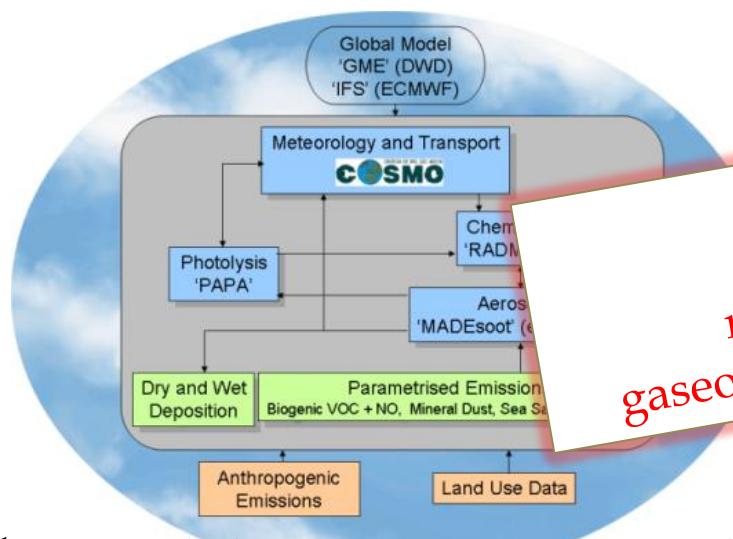 Global Model
'GME' (DWD)
'IFS' (ECMWF)
Meteorology and Transport
COSMO
Photolysis
'PAPA'
Dry and Wet
Deposition
Parametrised Emission
Biogenic VOC + NO, Mineral Dust, Sea
Anthropogenic
Emissions
Land Use Data